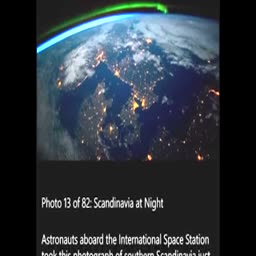 Photo 13 of 82: Scandinavia at Night
Astronauts aboard the International Space Station
took this photograph of southern Scandinavia just